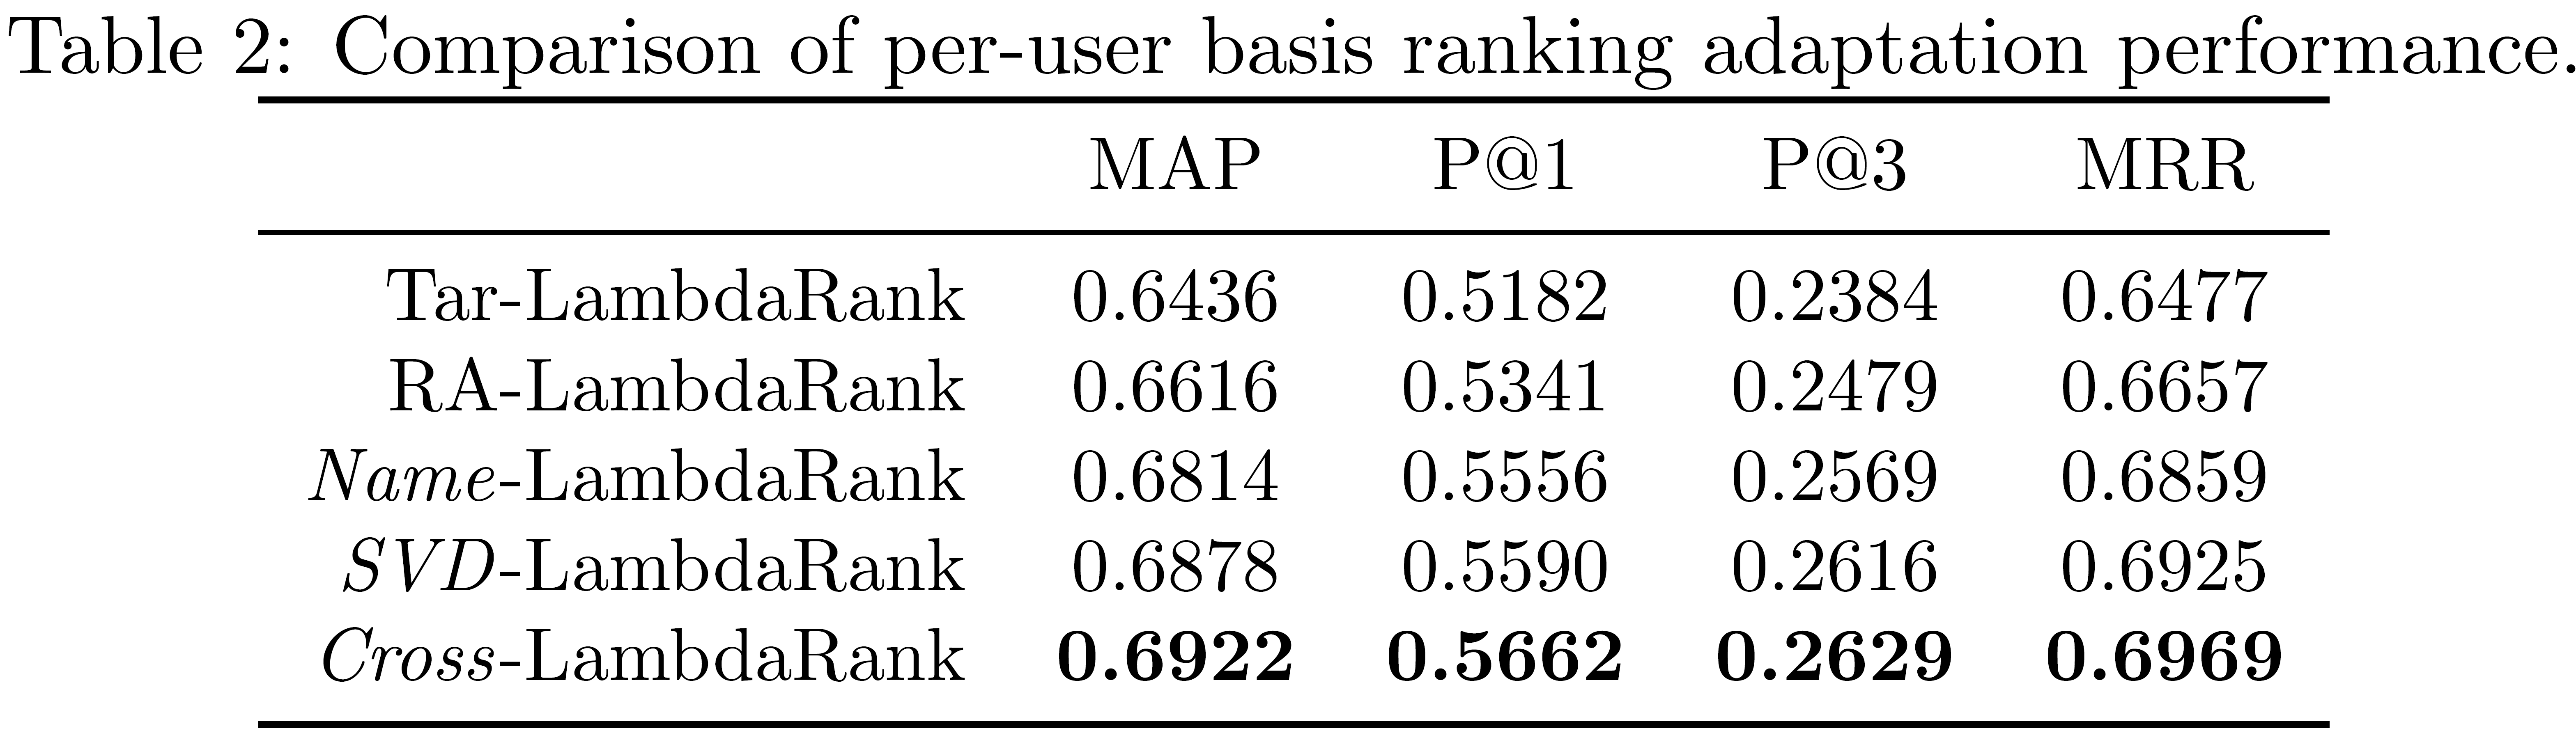 Table 2: Comparison of per-user basis ranking adaptation performance.
MAP P@1 P@3 MRR
Tar-LambdaRank 0.6436 0.5182 0.2384 0.6477
RA-LambdaRank 0.6616 0.5341 0.2479 0.6657
Name-LambdaRank 0.6814 0.5556 0.2569 0.6859
SVD-LambdaRank 0.6878 0.5590 0.2616 0.6925
Cross-LambdaRank 0.6922 0.5662 0.2629 0.6969